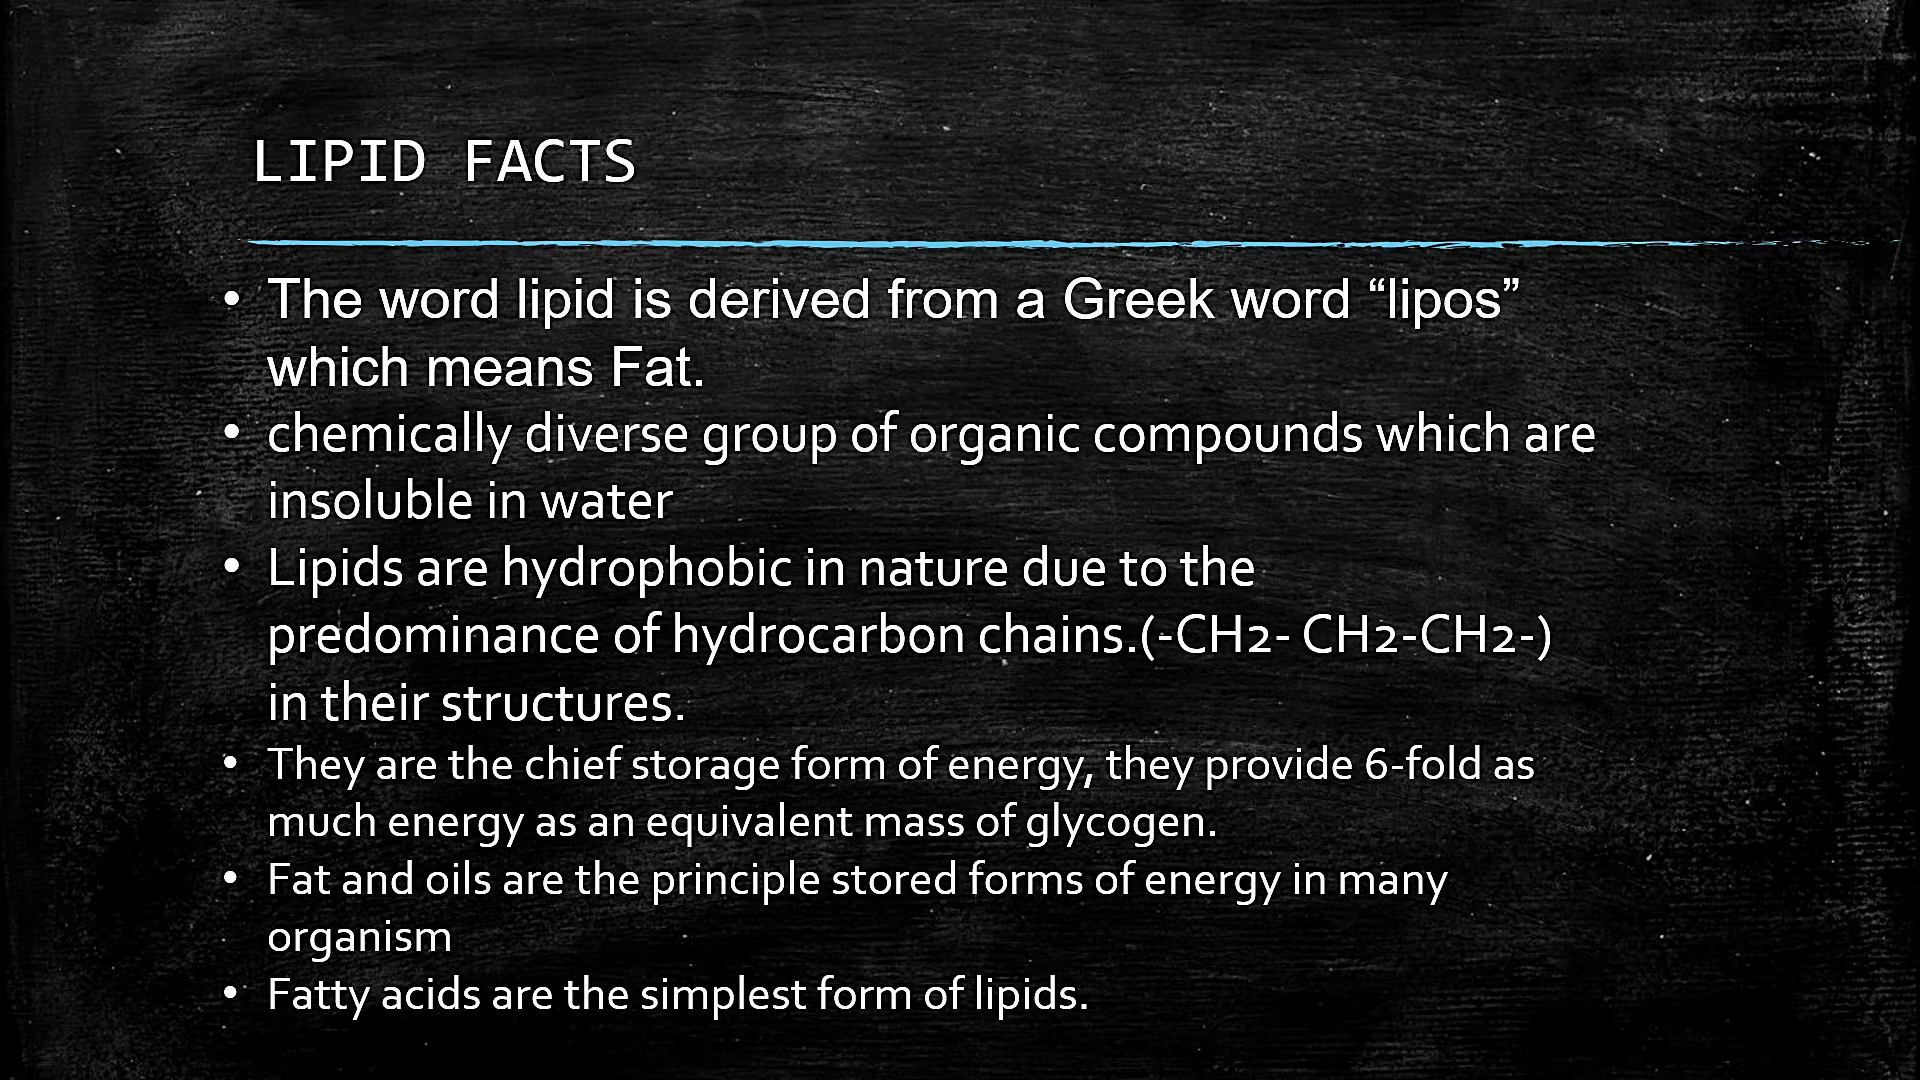 LIPID FACTS
• The word lipid is derived from a Greek word “lipos”
which means Fat.
• chemically diverse group of organic compounds which are
insoluble in water
• Lipids are hydrophobic in nature due to the
predominance of hydrocarbon chains.(-CH2- CH2-CH2-)
in their structures.
• They are the chief storage form of energy, they provide 6-fold as
much energy as an equivalent mass of glycogen.
• Fat and oils are the principle stored forms of energy in many
organism
• Fatty acids are the simplest form of lipids.